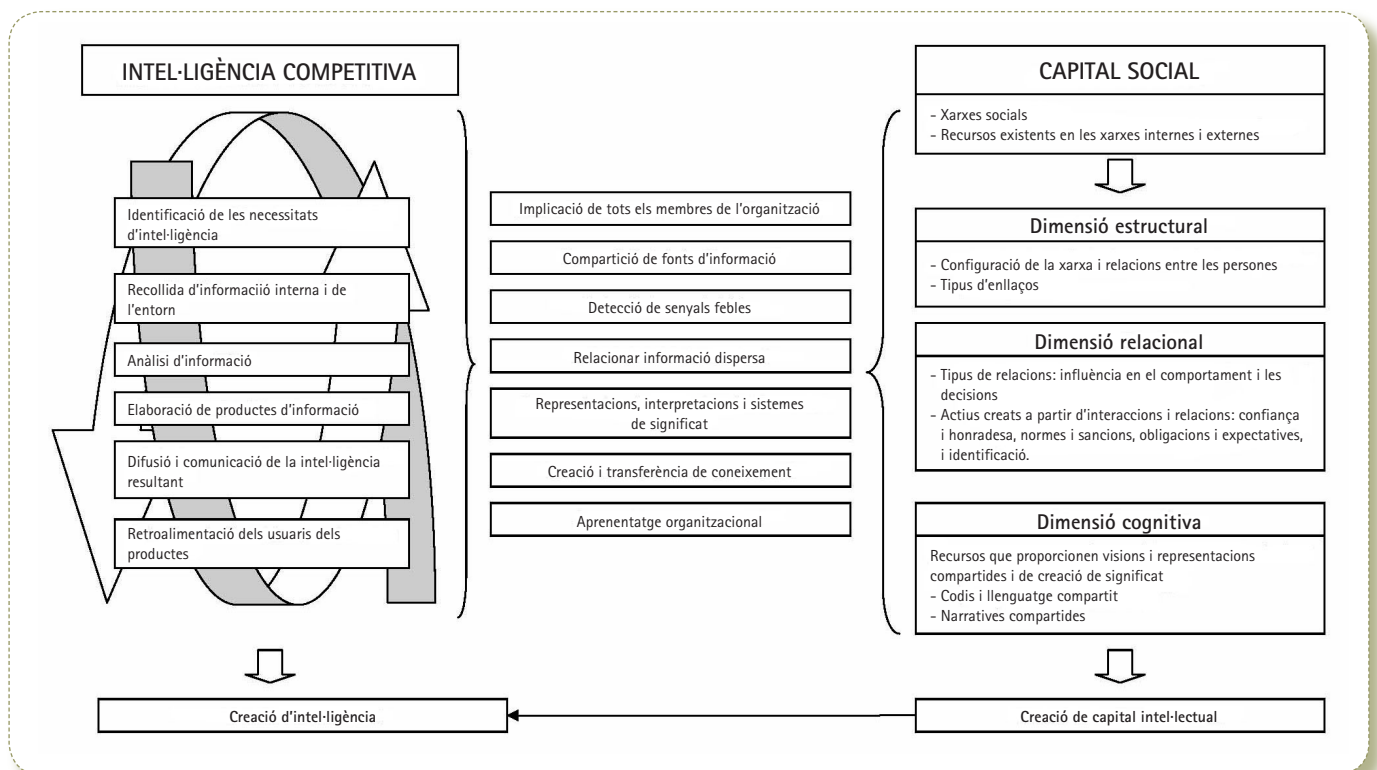 INTEL·LIGÈNCIA COMPETITIVA
Identificació de les necessitats
d'intel·ligència
Recollida d'informació interna i de
l'entorn
Anàlisi d'informació
Elaboració de productes d'informació
Difusió i comunicació de la intel·ligència
resultant
Retroalimentació dels usuaris dels
productes
Creació d'intel·ligència
Implicació de tots els membres de l'organització
Compartició de fonts d'informació
Detecció de senyals febles
Relacionar informació dispersa
Representacions, interpretacions i sistemes
de significat
Creació i transferència de coneixement
Aprenentatge organitzacional
CAPITAL SOCIAL
- Xarxes socials
- Recursos existents en les xarxes internes i externes
Dimensió estructural
- Configuració de la xarxa i relacions entre les persones
- Tipus d'enllaços
Dimensió relacional
- Tipus de relacions: influència en el comportament i les
decisions
- Actius creats a partir d'interaccions i relacions: confiança
i honradesa, normes i sancions, obligacions i expectatives,
i identificació.
Dimensió cognitiva
Recursos que proporcionen visions i representacions
compartides i de creació de significat
- Codis i llenguatge compartit
- Narratives compartides
Creació de capital intel·lectual